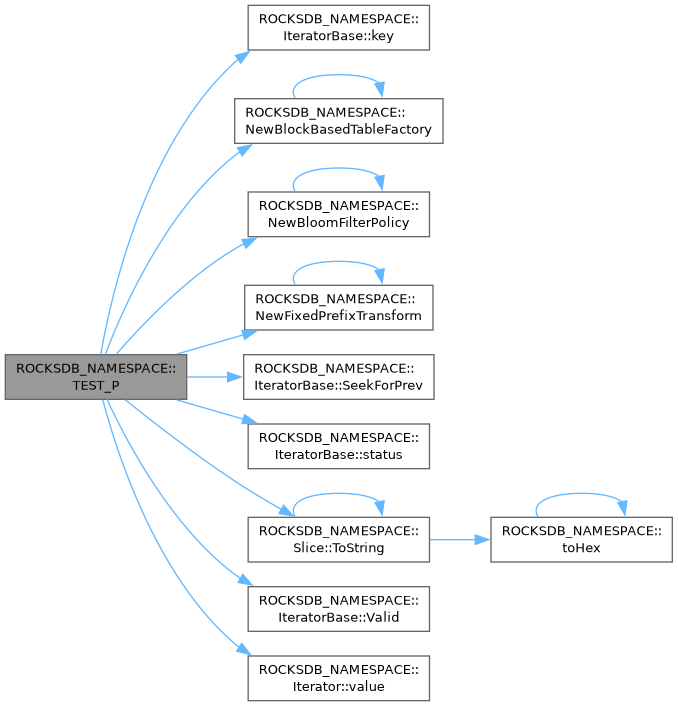 ROCKSDB_NAMESPACE::
IteratorBase::key
ROCKSDB_NAMESPACE::
NewBlockBasedTableFactory
ROCKSDB_NAMESPACE::
NewBloomFilterPolicy
ROCKSDB_NAMESPACE::
NewFixedPrefixTransform
ROCKSDB_NAMESPACE::
TEST_P
ROCKSDB_NAMESPACE::
IteratorBase::SeekForPrev
ROCKSDB_NAMESPACE::
IteratorBase::status
ROCKSDB_NAMESPACE::
Slice::ToString
ROCKSDB_NAMESPACE::
toHex
ROCKSDB_NAMESPACE::
IteratorBase::Valid
ROCKSDB_NAMESPACE::
Iterator::value